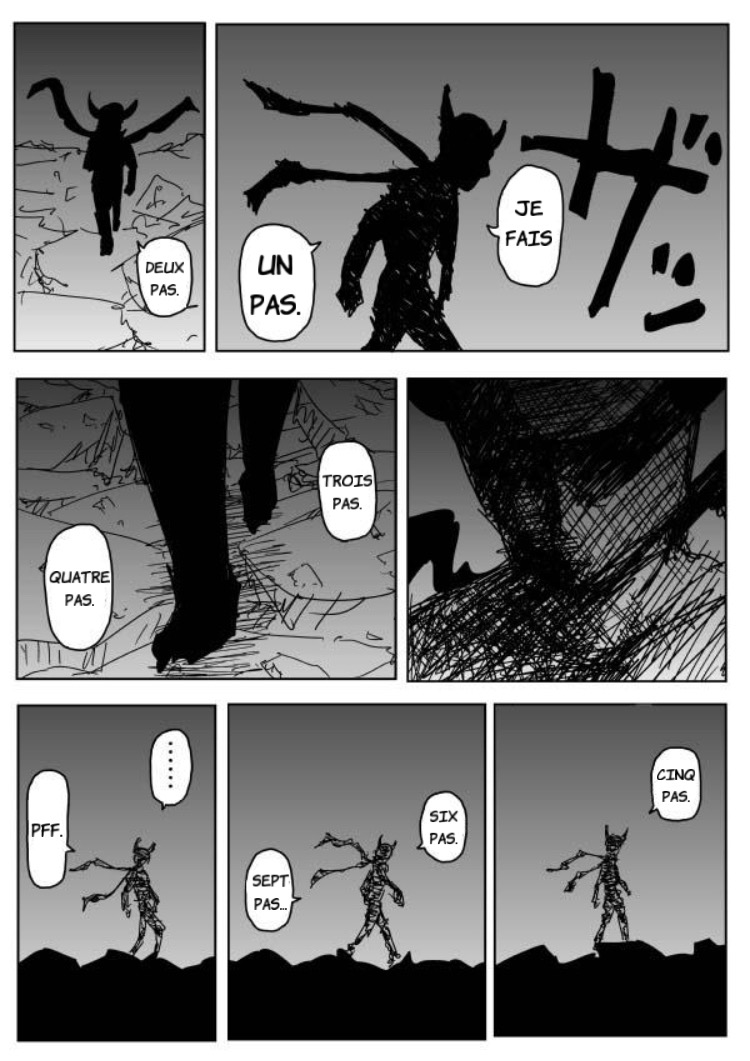 ザッ
JE
FAIS
UN
PAS.
DEUX
PAS.
TROIS
PAS.
QUATRE
PAS.
CINQ
PAS.
SIX
PAS.
SEPT
PAS...
.......
PFF.